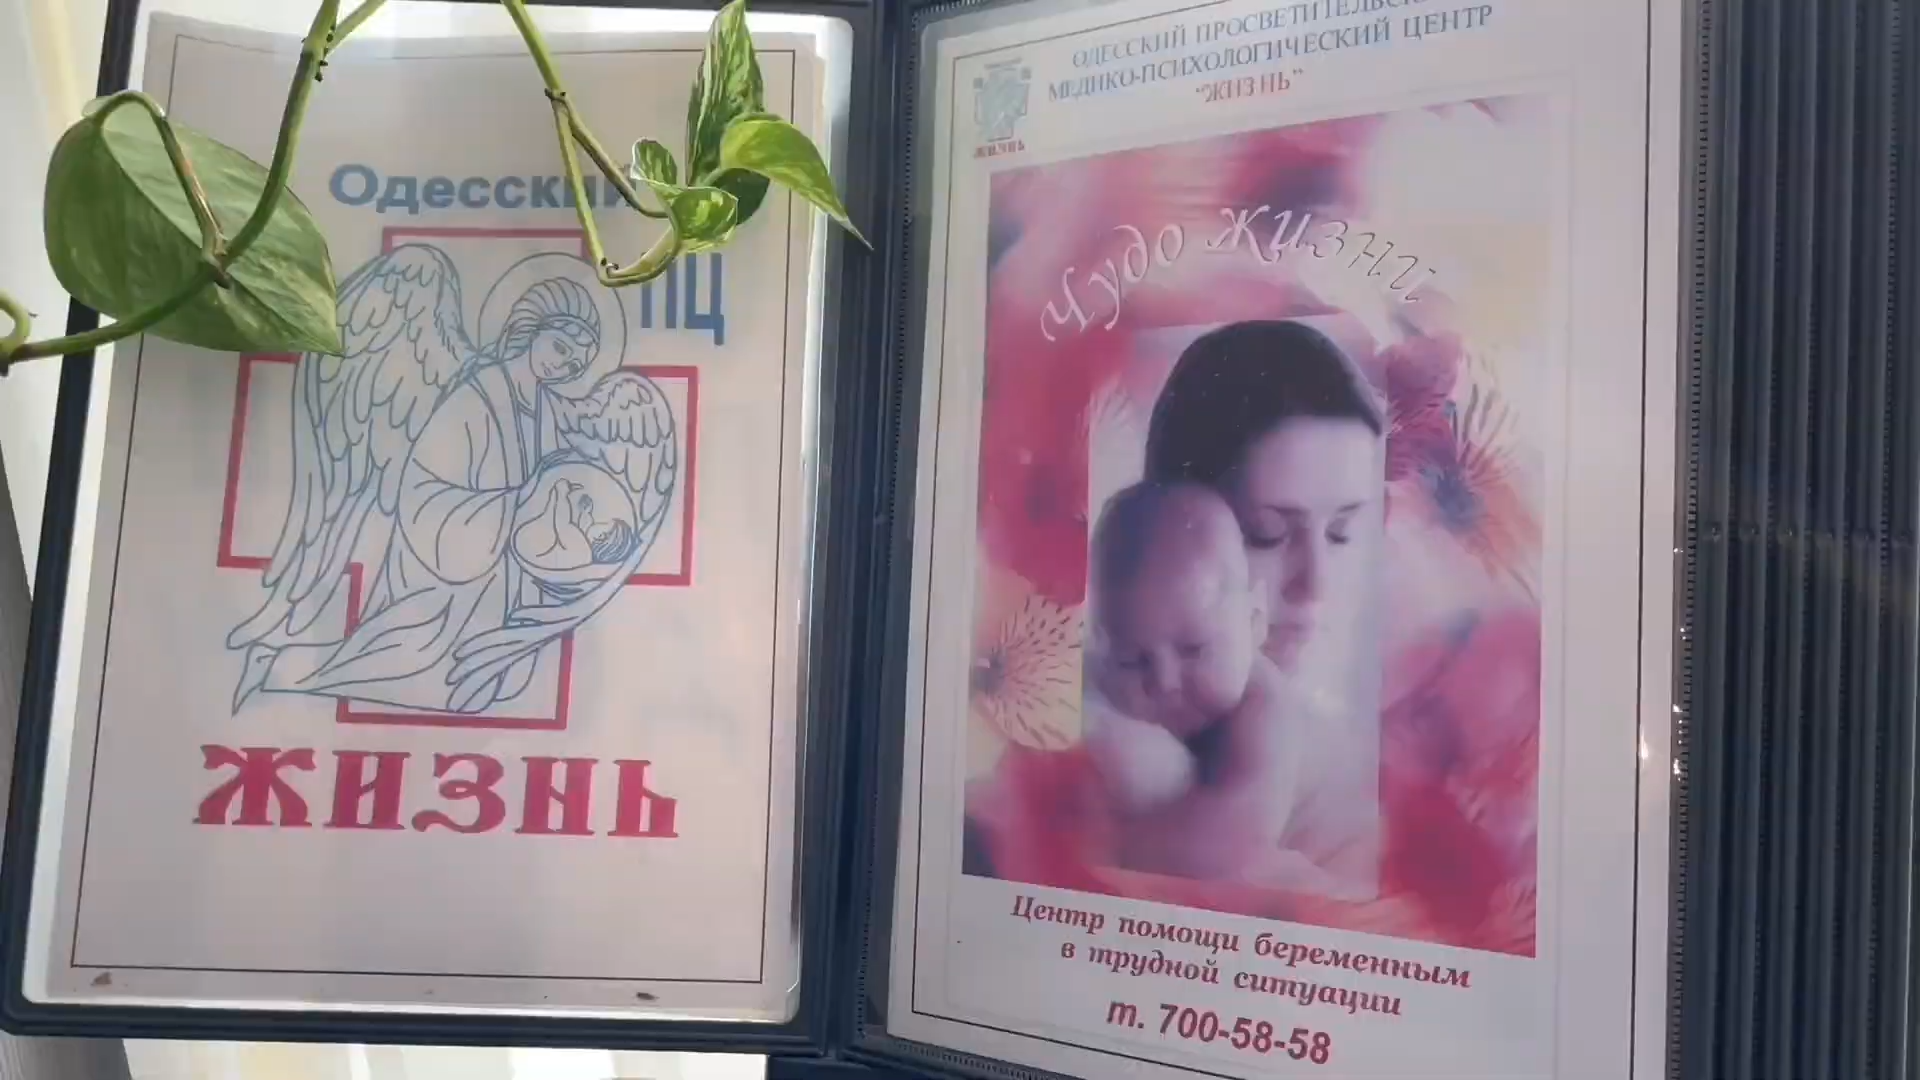 Одесский
ПЦ
ЖИЗНЬ
ОДЕССКИЙ
МЕДИКО-ПСИХОЛОГИЧЕСКИЙ ЦЕНТР
“ЖИЗНЬ”
ЖИЗНЬ
Чудо жизни
Центр помощи беременным
в трудной ситуации
т. 700-58-58